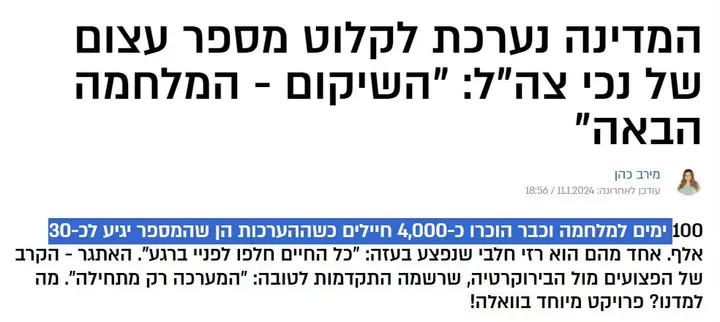 המדינה נערכת לקלוט מספר עצום
של נכי צה"ל: "השיקום - המלחמה
הבאה"
מירב כהן
עודכן לאחרונה: 11.1.2024 / 18:56
100 ימים למלחמה וכבר הוכרו כ-4,000 חיילים כשההערכות הן שהמספר יגיע לכ-30
אלף. אחד מהם הוא רזי חלבי שנפצע בעזה: "כל החיים חלפו לפניי ברגע". האתגר - הקרב
של הפצועים מול הבירוקרטיה, שרשמה התקדמות לטובה: "המערכה רק מתחילה". מה
למדנו? פרויקט מיוחד בוואלה!